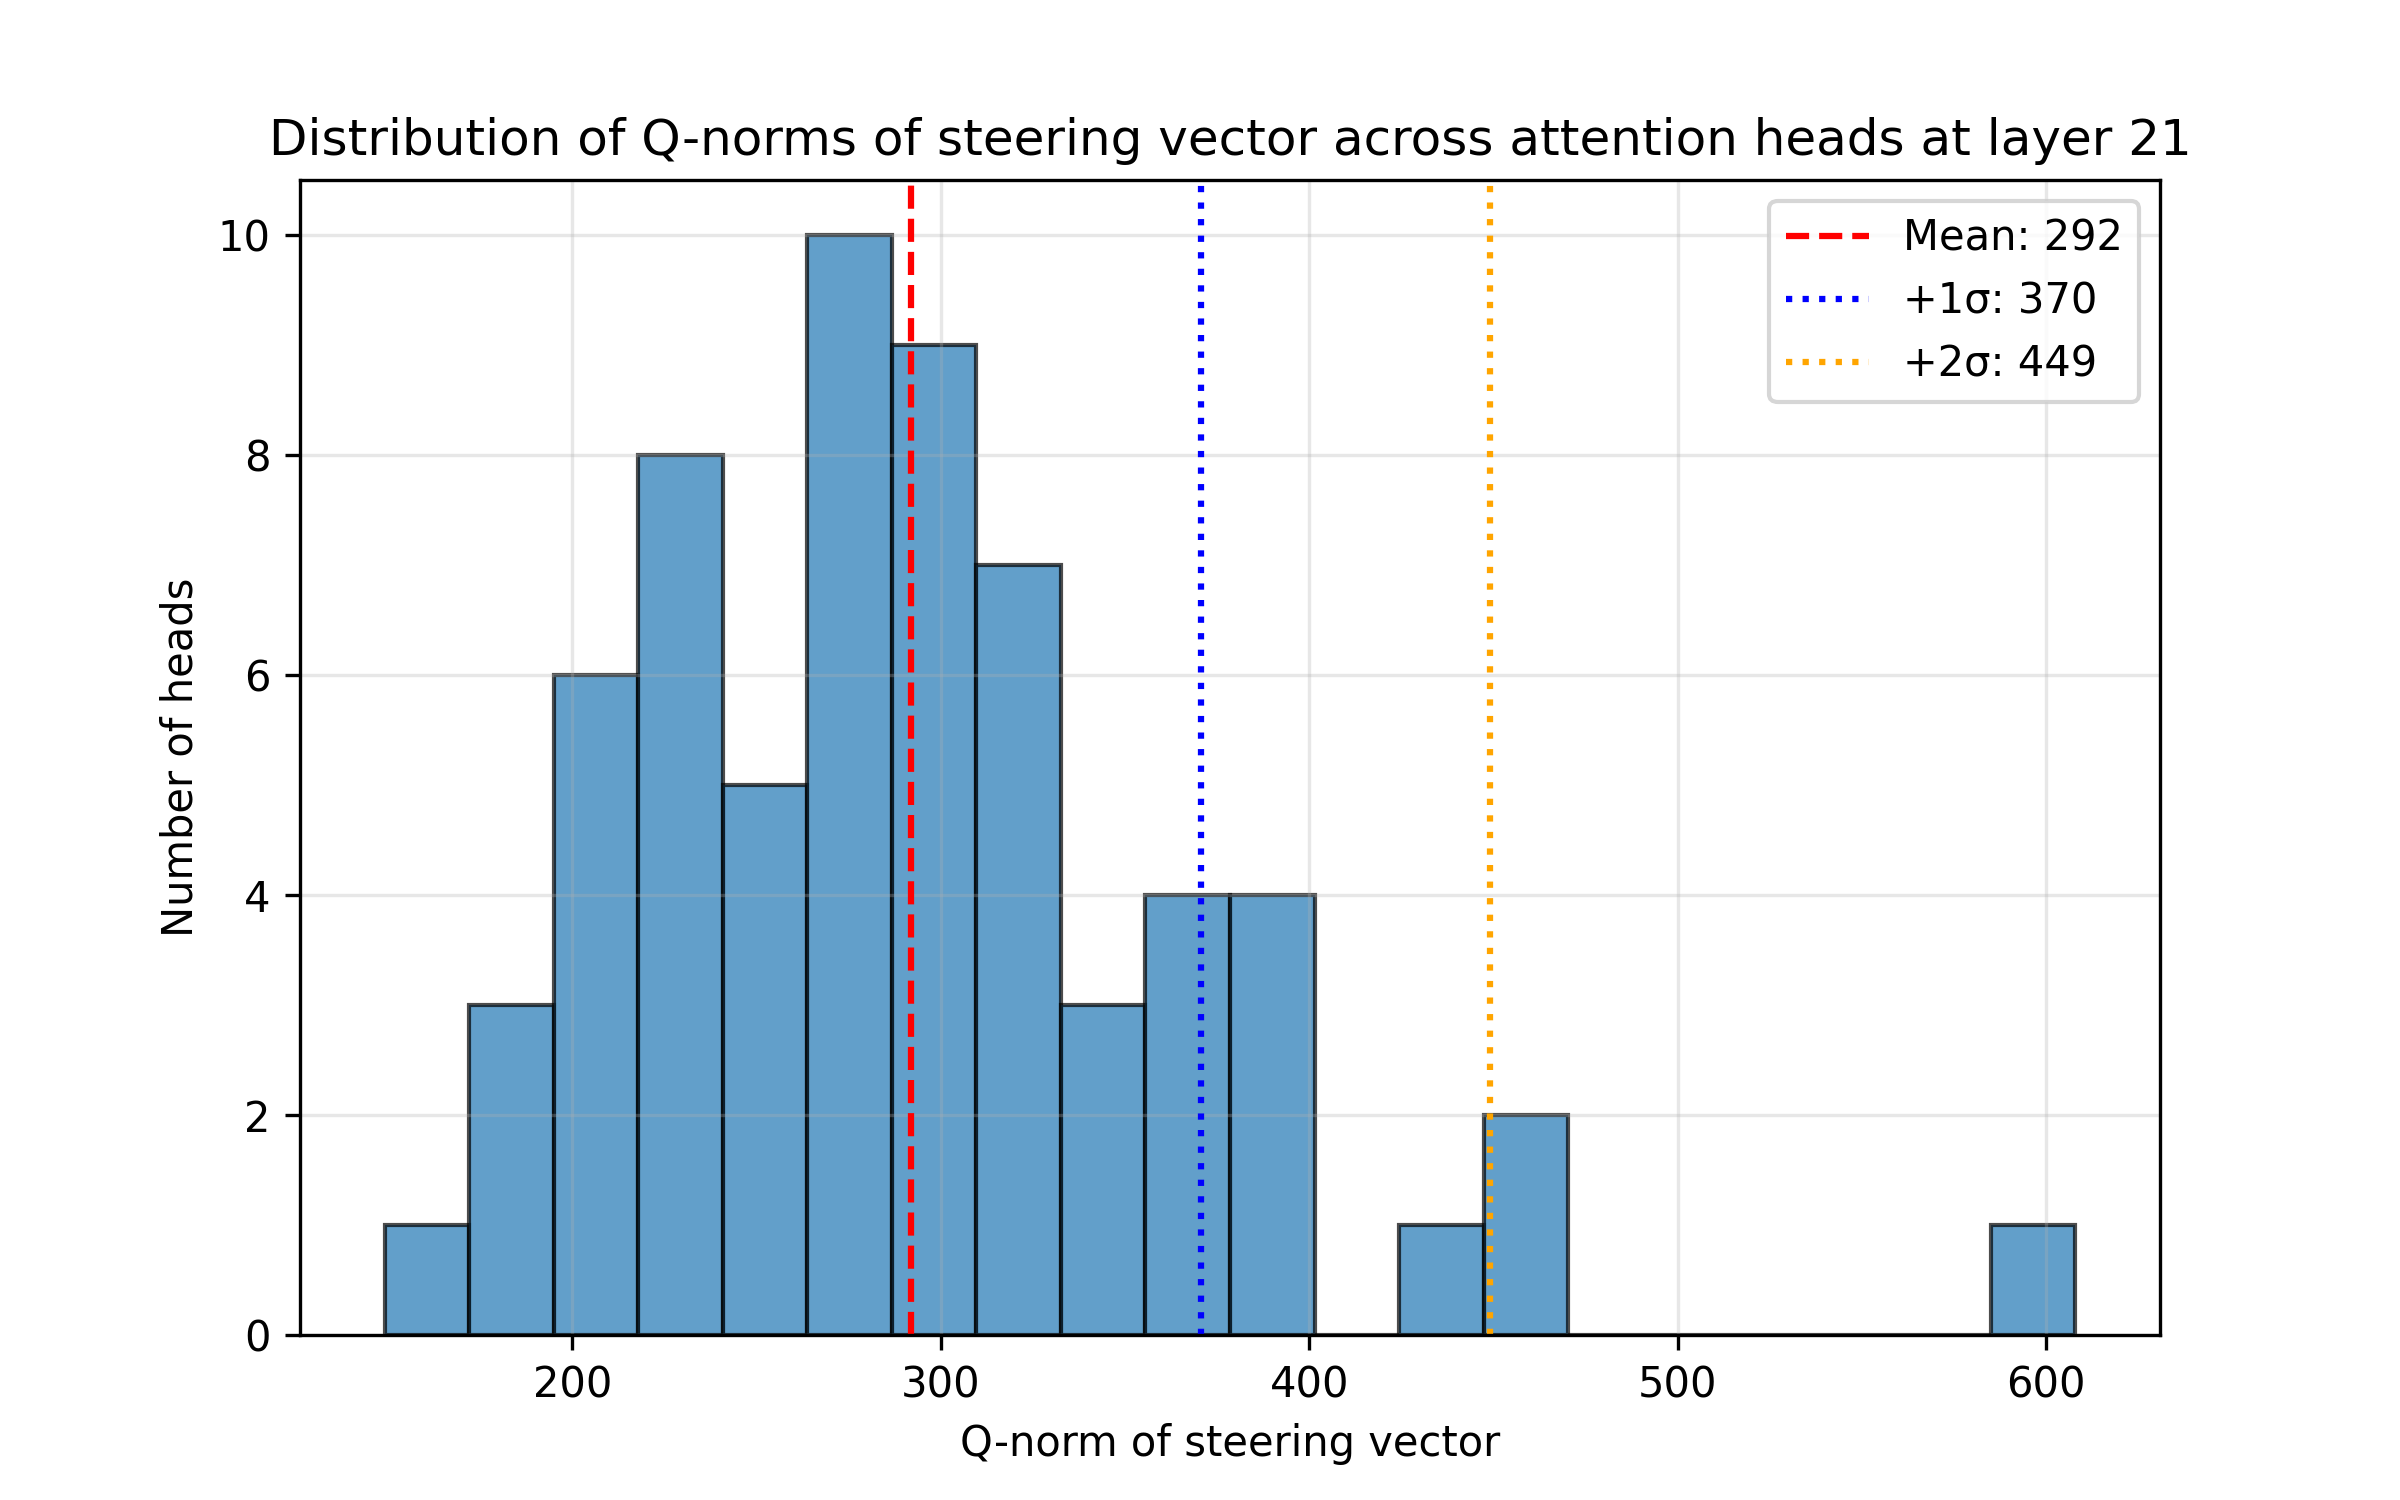 Distribution of Q-norms of steering vector across attention heads at layer 21
Mean: 292
+1σ: 370
+2σ: 449
10
8
6
4
2
0
Number of heads
200 300 400 500 600
Q-norm of steering vector